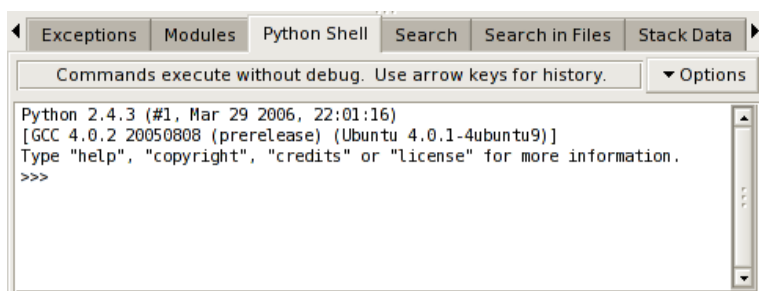 Exceptions Modules Python Shell Search Search in Files Stack Data
Commands execute without debug. Use arrow keys for history. Options
Python 2.4.3 (#1, Mar 29 2006, 22:01:16)
[GCC 4.0.2 20050808 (prerelease) (Ubuntu 4.0.1-4ubuntu9)]
Type "help", "copyright", "credits" or "license" for more information.
>>>